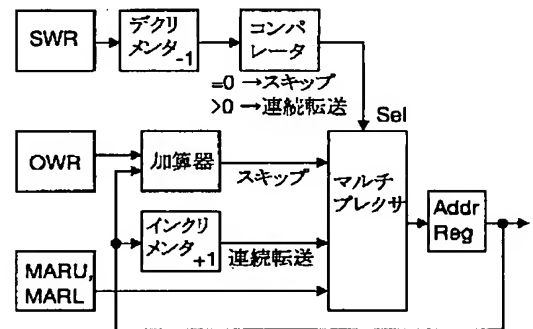 SWR
デクリ
メンタ-1
コンパ
レータ
=0 →スキップ
>0 →連続転送
Sel
OWR
加算器
スキップ
マルチ
プレクサ
Addr
Reg
インクリ
メンタ+1
連続転送
MARU,
MARL